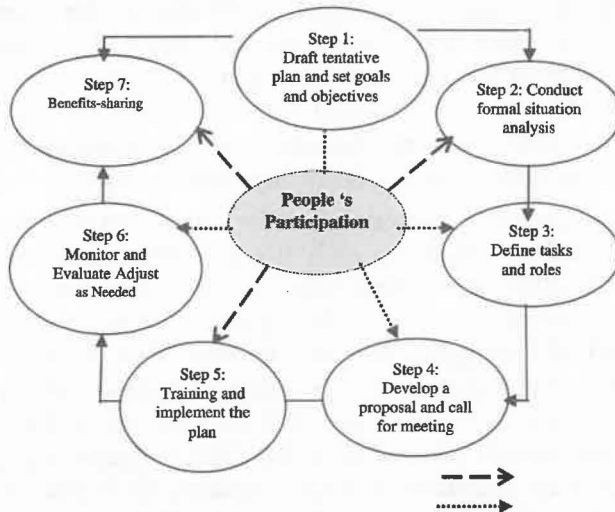 Step 1:
Draft tentative
plan and set goals
and objectives
Step 2: Conduct
formal situation
analysis
Step 3:
Define tasks
and roles
Step 4:
Develop a
proposal and call
for meeting
Step 5:
Training and
implement the
plan
Step 6:
Monitor and
Evaluate Adjust
as Needed
Step 7:
Benefits-sharing
People ‘s
Participation